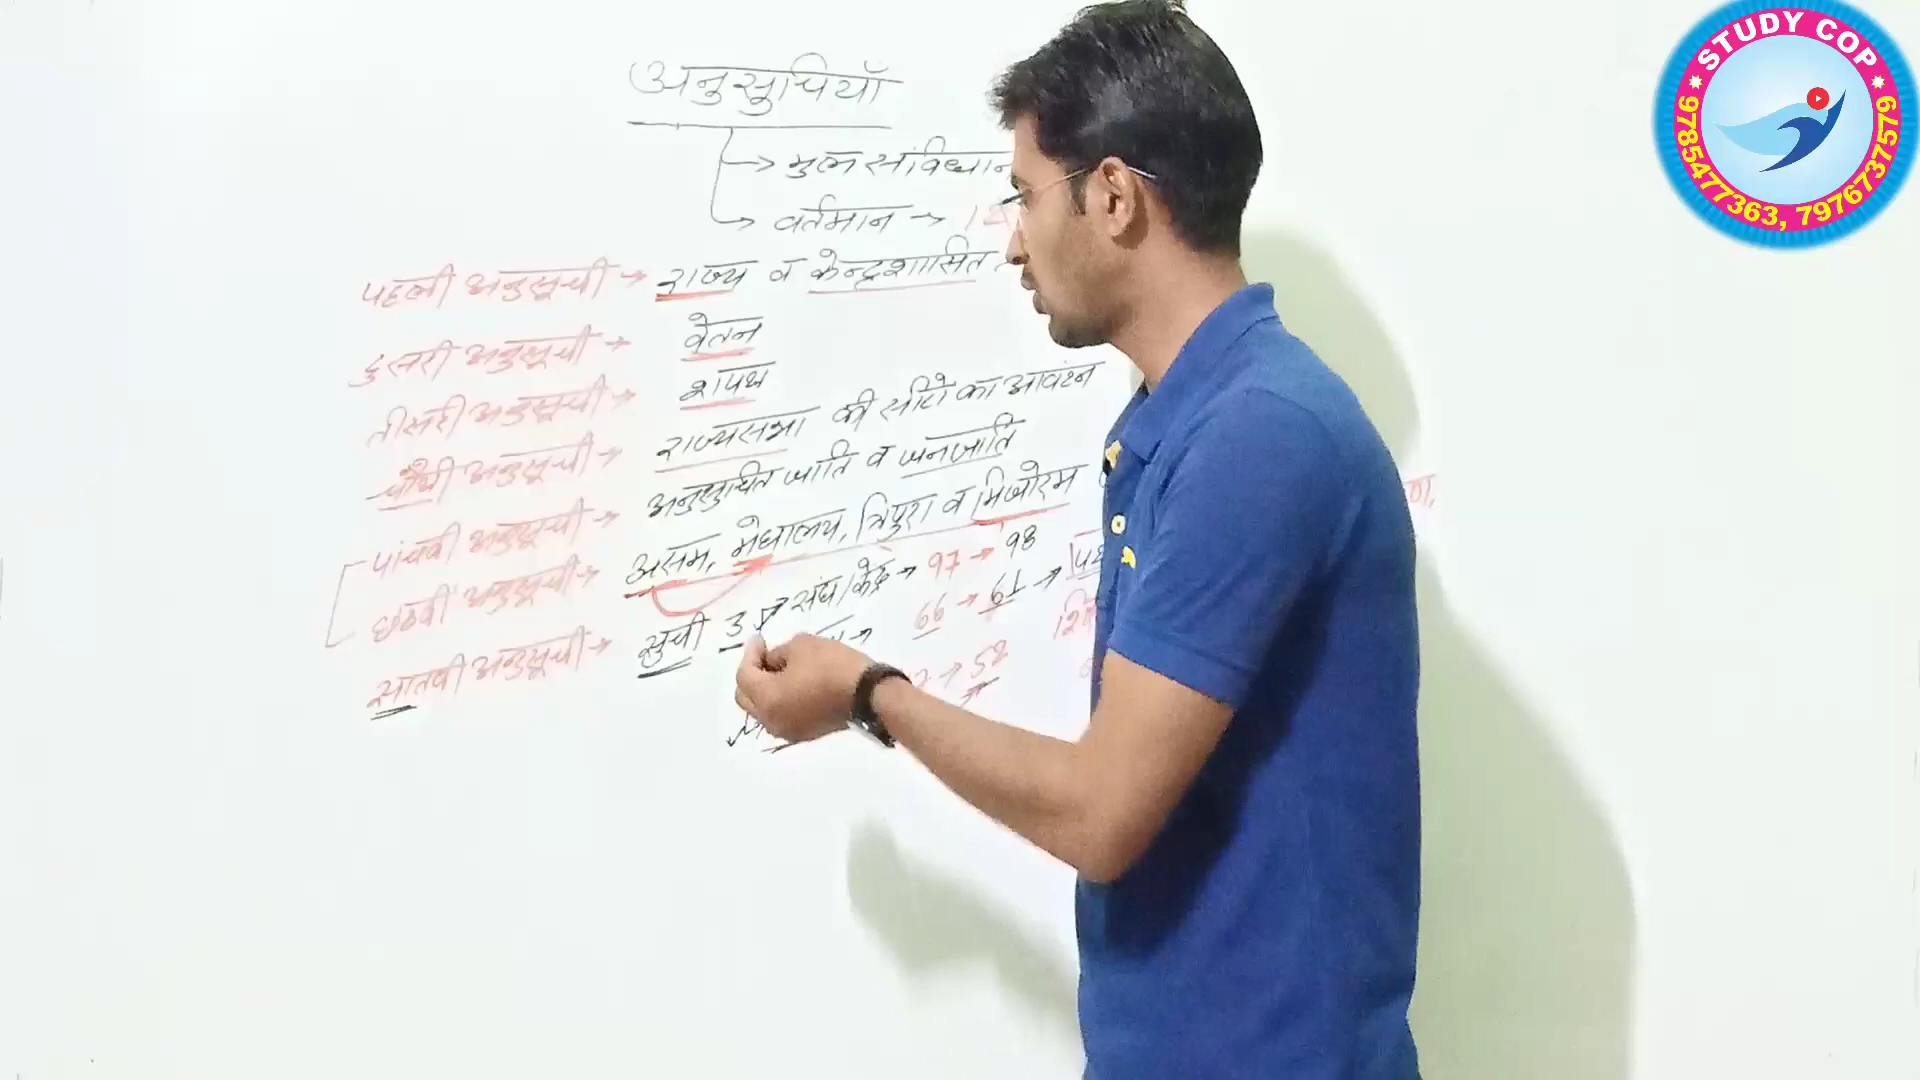 अनुसुचियाँ
→ मुल संविधान
→ वर्तमान →
पहली अनुसूची → राज्य व केन्द्रशासित
दुसरी अनुसूची → वेतन
तीसरी अनुसूची → शपथ
चौथी अनुसूची → राज्यसभा की सीटो का आवंटन
पांचवी अनुसूची → अनुसुचित जाति व जनजाति
छठवीं अनुसूची → असम, मेघालय, त्रिपुरा व मिजोरम
सातवी अनुसूची → सुची 3 → संघ/केंद्र → 97 → 98
66 → 61 →
→ 52
STUDY COP
9785477363, 7976737579